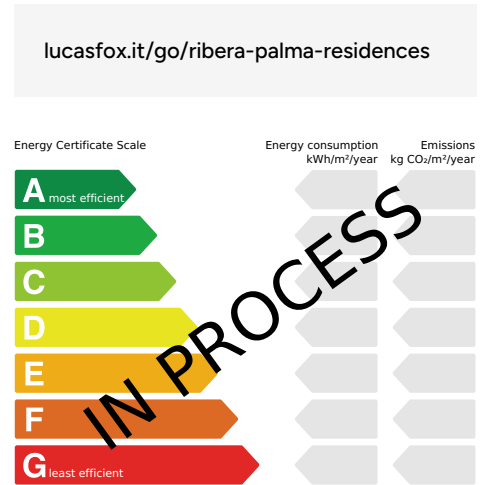 lucasfox.it/go/ribera-palma-residences
Energy Certificate Scale
Energy consumption
kWh/m²/year
Emissions
kg CO₂/m²/year
A most efficient
B
C
D
E
F
G least efficient
IN PROCESS